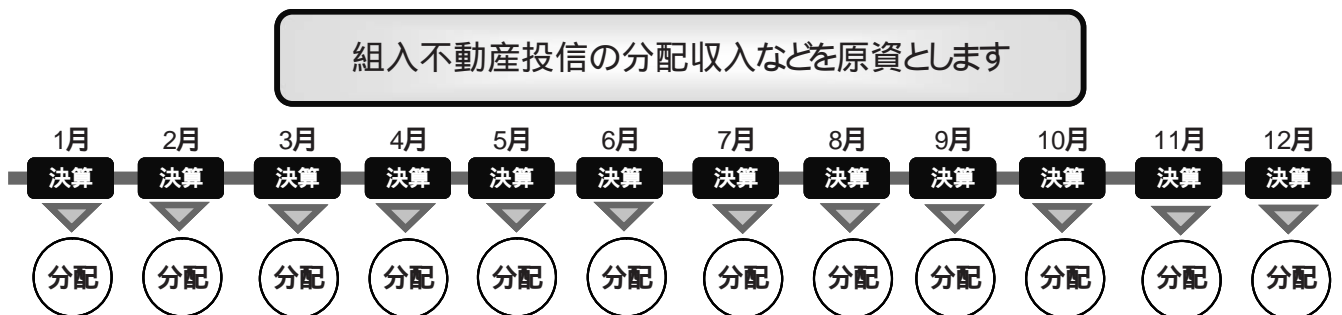 組入不動産投信の分配収入などを原資とします
1月 2月 3月 4月 5月 6月 7月 8月 9月 10月 11月 12月
決算 決算 決算 決算 決算 決算 決算 決算 決算 決算 決算 決算
分配 分配 分配 分配 分配 分配 分配 分配 分配 分配 分配 分配